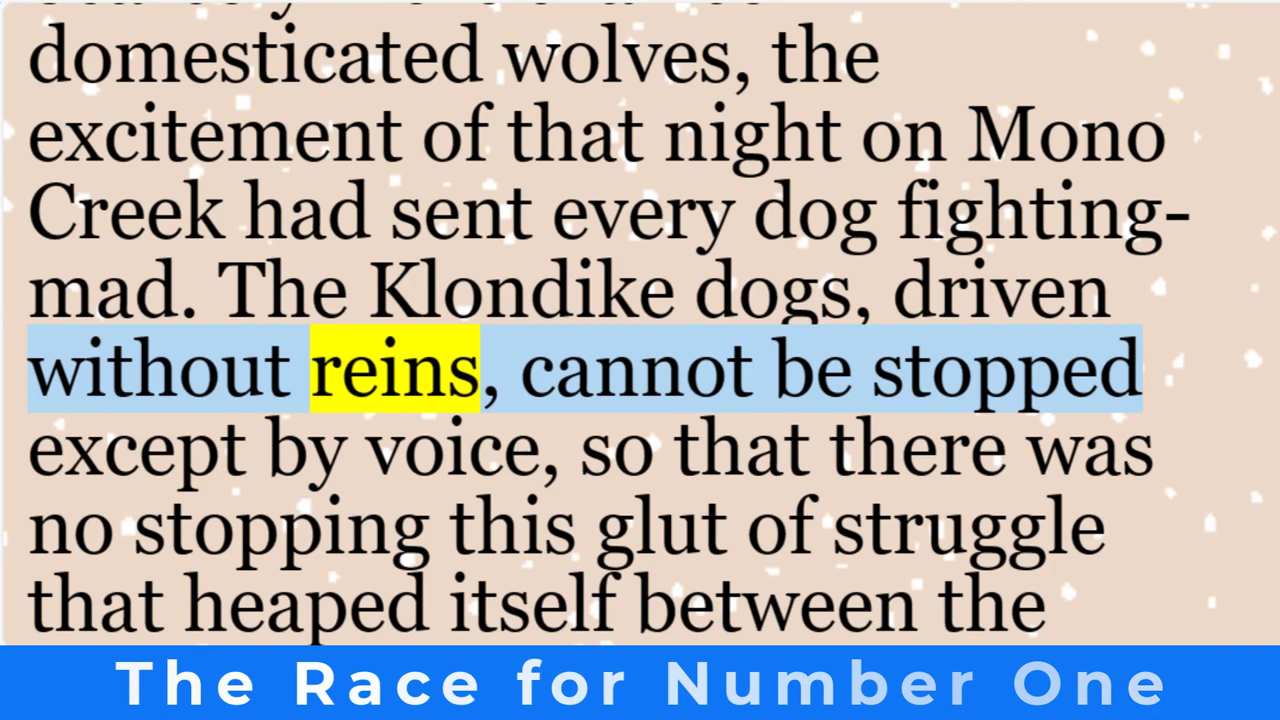 domesticated wolves, the
excitement of that night on Mono
Creek had sent every dog fighting-
mad. The Klondike dogs, driven
without reins, cannot be stopped
except by voice, so that there was
no stopping this glut of struggle
that heaped itself between the
The Race for Number One